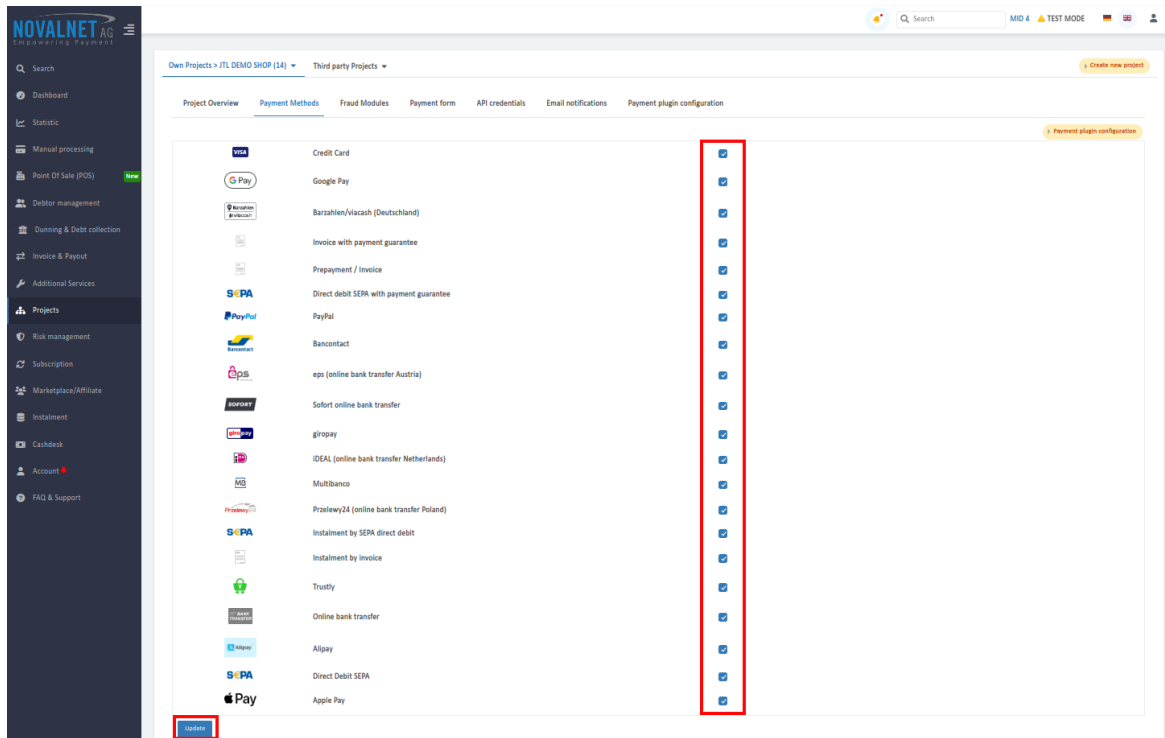 NOVALNET AG
Empowering Payment
Search
MID 4
TEST MODE
Search
Dashboard
Statistic
Manual processing
Point Of Sale (POS)
New
Debtor management
Dunning & Debt collection
Invoice & Payout
Additional Services
Projects
Risk management
Subscription
Marketplace/Affiliate
Instalment
Cashdesk
Account
FAQ & Support
Own Projects > JTL DEMO SHOP (14)
Third party Projects
Create new project
Project Overview
Payment Methods
Fraud Modules
Payment form
API credentials
Email notifications
Payment plugin configuration
Payment plugin configuration
VISA Credit Card
G Pay Google Pay
Barzahlen viacash Barzahlen/viacash (Deutschland)
Invoice with payment guarantee
Prepayment / Invoice
SEPA Direct debit SEPA with payment guarantee
PayPal PayPal
Bancontact Bancontact
eps eps (online bank transfer Austria)
SOFORT Sofort online bank transfer
giropay giropay
iDEAL (online bank transfer Netherlands)
MB Multibanco
Przelewy24 Przelewy24 (online bank transfer Poland)
SEPA Instalment by SEPA direct debit
Instalment by invoice
Trustly
BANK TRANSFER Online bank transfer
Alipay Alipay
SEPA Direct Debit SEPA
Pay Apple Pay
Update